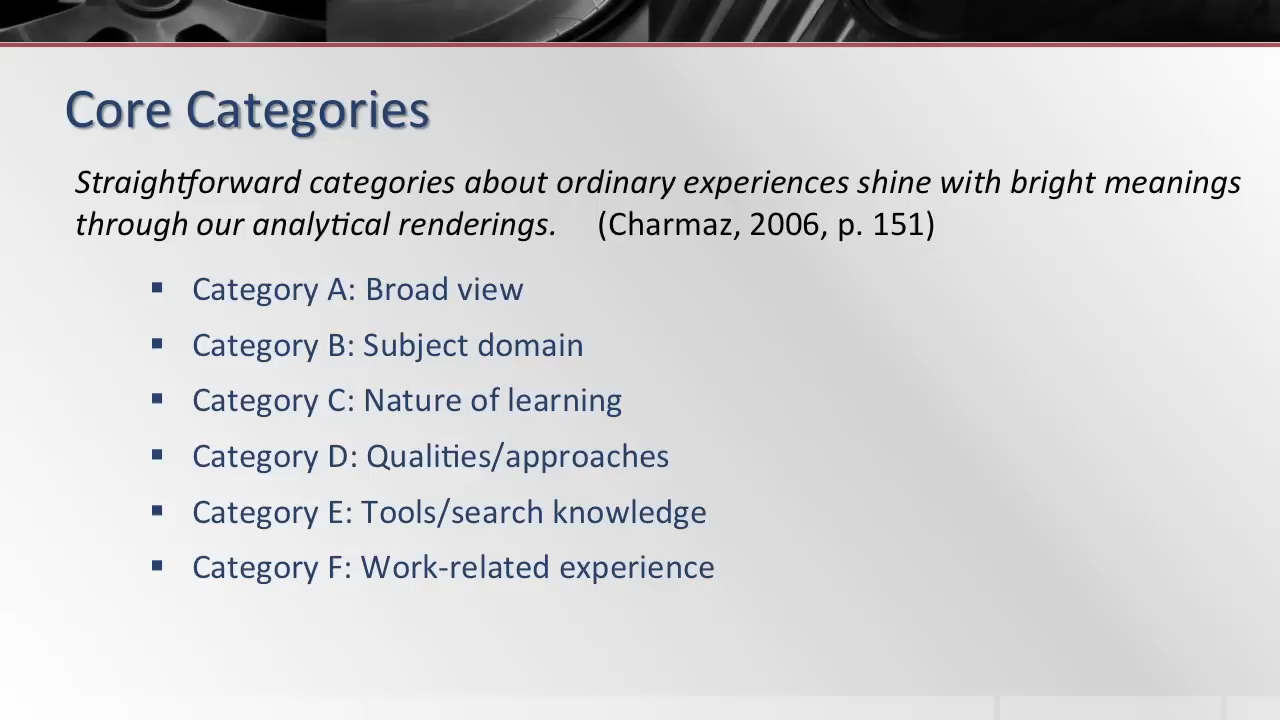 Core Categories
Straightforward categories about ordinary experiences shine with bright meanings
through our analytical renderings. (Charmaz, 2006, p. 151)
▪ Category A: Broad view
▪ Category B: Subject domain
▪ Category C: Nature of learning
▪ Category D: Qualities/approaches
▪ Category E: Tools/search knowledge
▪ Category F: Work-related experience